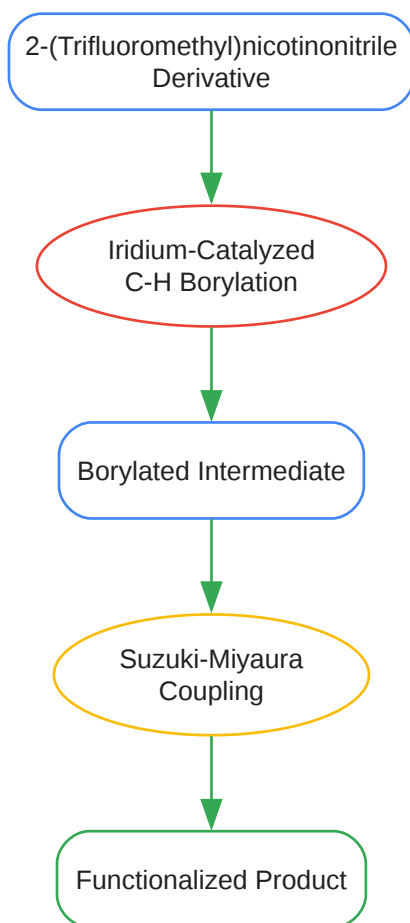 2-(Trifluoromethyl)nicotinonitrile
Derivative
Iridium-Catalyzed
C-H Borylation
Borylated Intermediate
Suzuki-Miyaura
Coupling
Functionalized Product